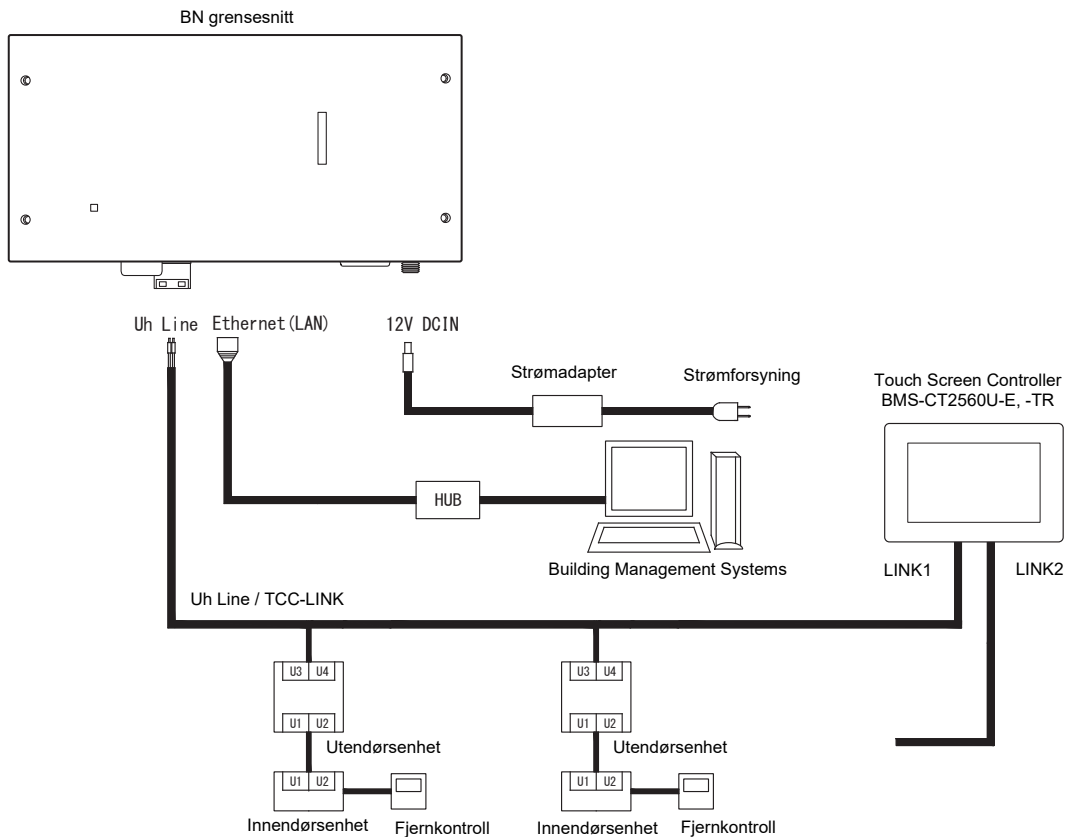 BN grensesnitt
Uh Line
Ethernet(LAN)
12V DCIN
Strømadapter
Strømforsyning
Touch Screen Controller
BMS-CT2560U-E, -TR
HUB
Building Management Systems
LINK1
LINK2
Uh Line / TCC-LINK
U3 U4
U3 U4
U1 U2
U1 U2
Utendørsenhet
Utendørsenhet
U1 U2
U1 U2
Innendørsenhet
Fjernkontroll
Innendørsenhet
Fjernkontroll